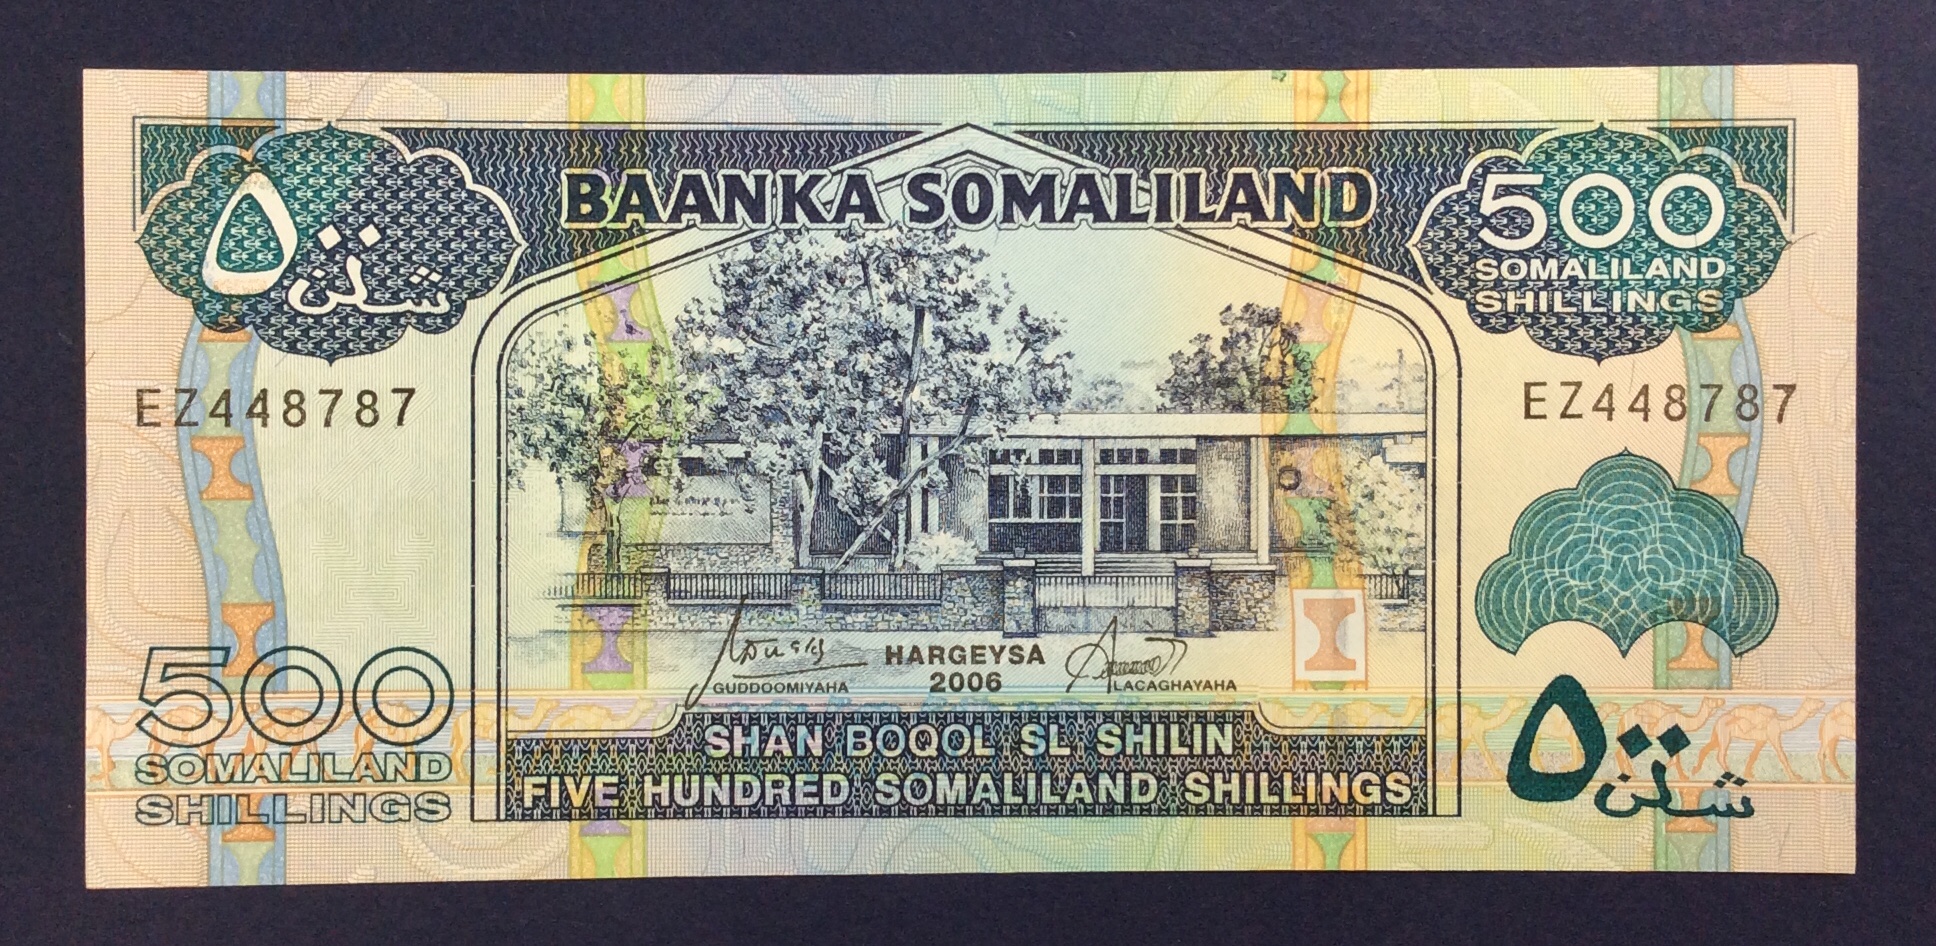 BAANKA SOMALILAND
٥٠٠
شلن
500
SOMALILAND
SHILLINGS
EZ448787
EZ448787
HARGEYSA
2006
GUDDOOMIYAHA
LACAGHAYAHA
500
SOMALILAND
SHILLINGS
SHAN BOQOL SL SHILIN
FIVE HUNDRED SOMALILAND SHILLINGS
٥٠٠
شلن